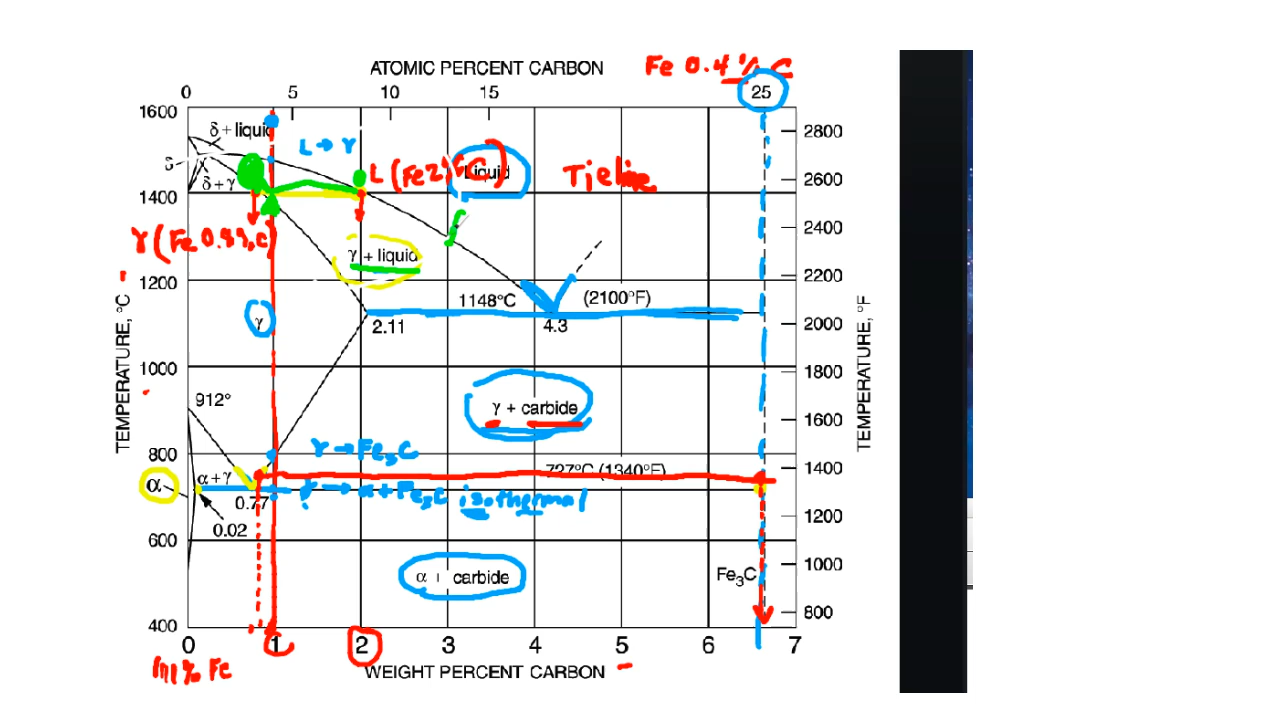 ATOMIC PERCENT CARBON
Fe 0.4 % C
0 5 10 15 25
1600
2800
δ + liquid
L → γ
δ
Liquid
L (Fe 2% C)
Tieline
2600
δ + γ
1400
2400
γ + liquid
2200
1200
1148°C (2100°F)
γ
2.11 4.3
2000
1000
1800
912°
γ + carbide
1600
800
γ → Fe₃C
727°C (1340°F)
1400
α
α + γ
→ α + Fe₃C isothermal
0.77
0.02
1200
600
1000
α + carbide
Fe₃C
800
400
0 1 2 3 4 5 6 7
% Fe
WEIGHT PERCENT CARBON
TEMPERATURE, °C
TEMPERATURE, °F